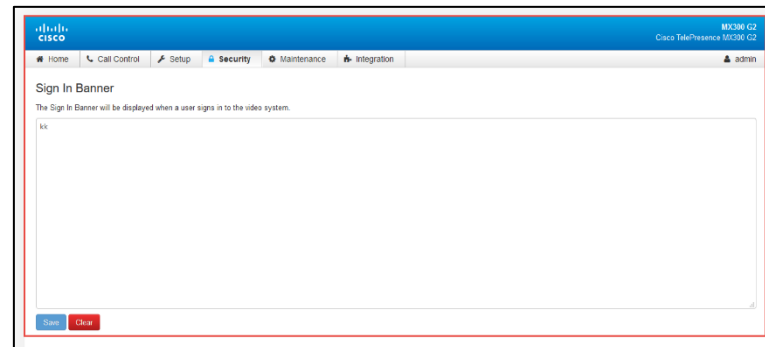 CISCO
MX300 G2
Cisco TelePresence MX300 G2
Home Call Control Setup Security Maintenance Integration admin
Sign In Banner
The Sign In Banner will be displayed when a user signs in to the video system.
kk
Save Clear